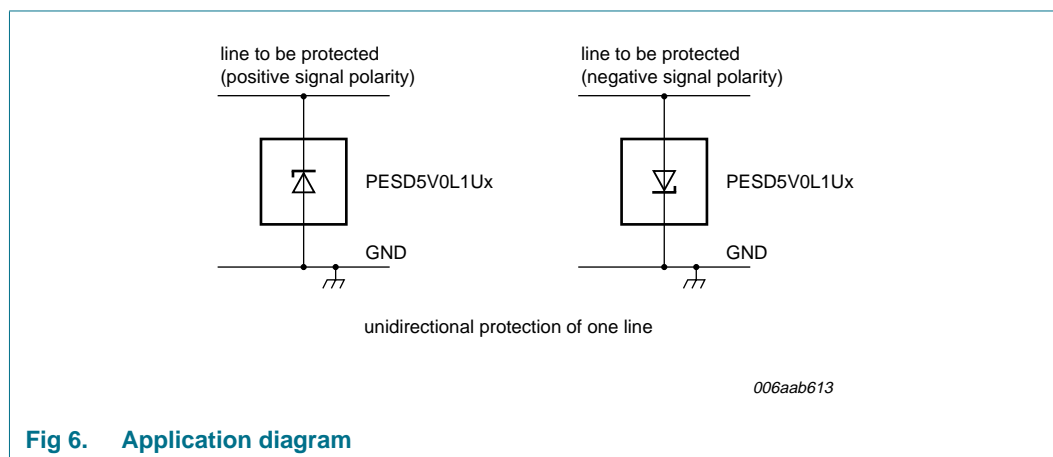 line to be protected
(positive signal polarity)
PESD5V0L1Ux
GND
line to be protected
(negative signal polarity)
PESD5V0L1Ux
GND
unidirectional protection of one line
006aab613
Fig 6. Application diagram